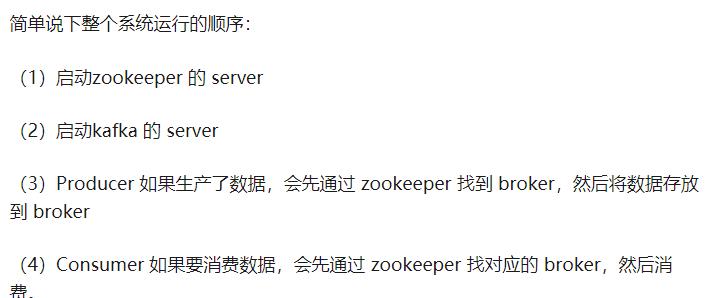 简单说下整个系统运行的顺序：
（1）启动zookeeper 的 server
（2）启动kafka 的 server
（3）Producer 如果生产了数据，会先通过 zookeeper 找到 broker，然后将数据存放
到 broker
（4）Consumer 如果要消费数据，会先通过 zookeeper 找对应的 broker，然后消
费。